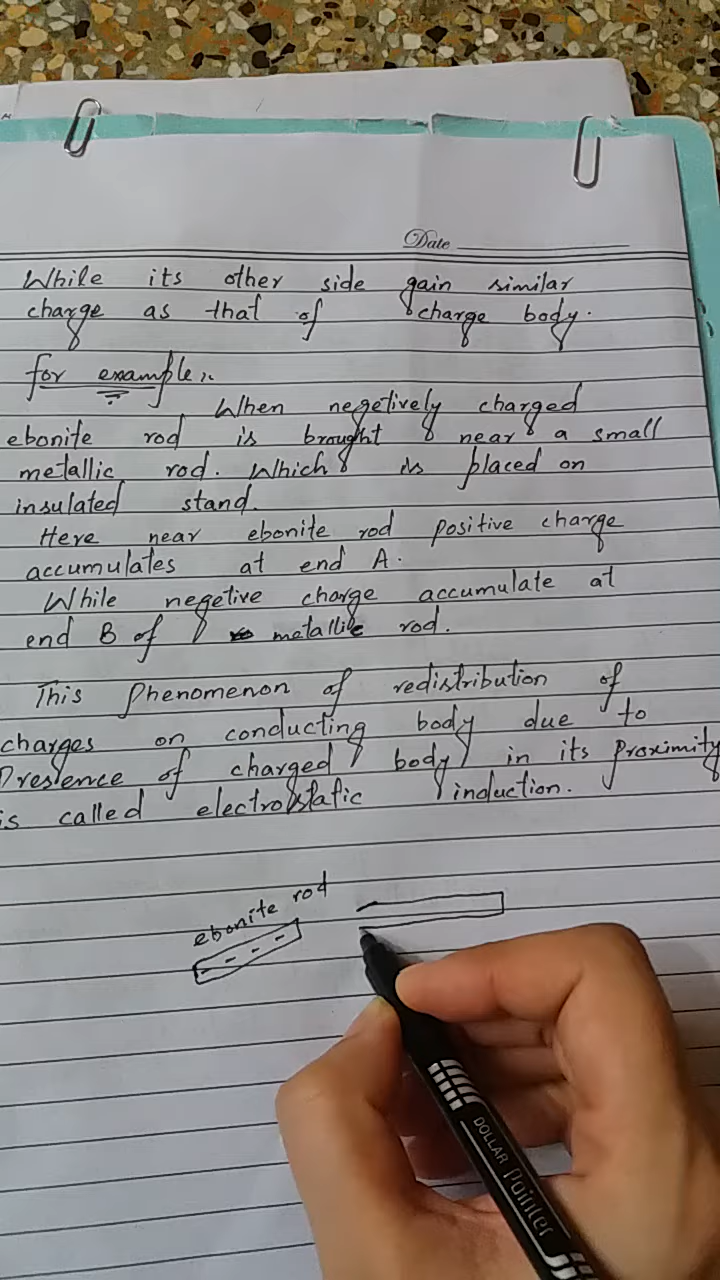 Date
While its other side gain similar
charge as that of charge body.
for example:
When negetively charged
ebonite rod is brought near a small
metallic rod. Which is placed on
insulated stand.
Here near ebonite rod positive charge
accumulates at end A.
While negetive charge accumulate at
end B of metallic rod.
This Phenomenon of redistribution of
charges on conducting body due to
Presence of charged body in its proximity
is called electrostatic induction.
ebonite rod
DOLLAR Pointer